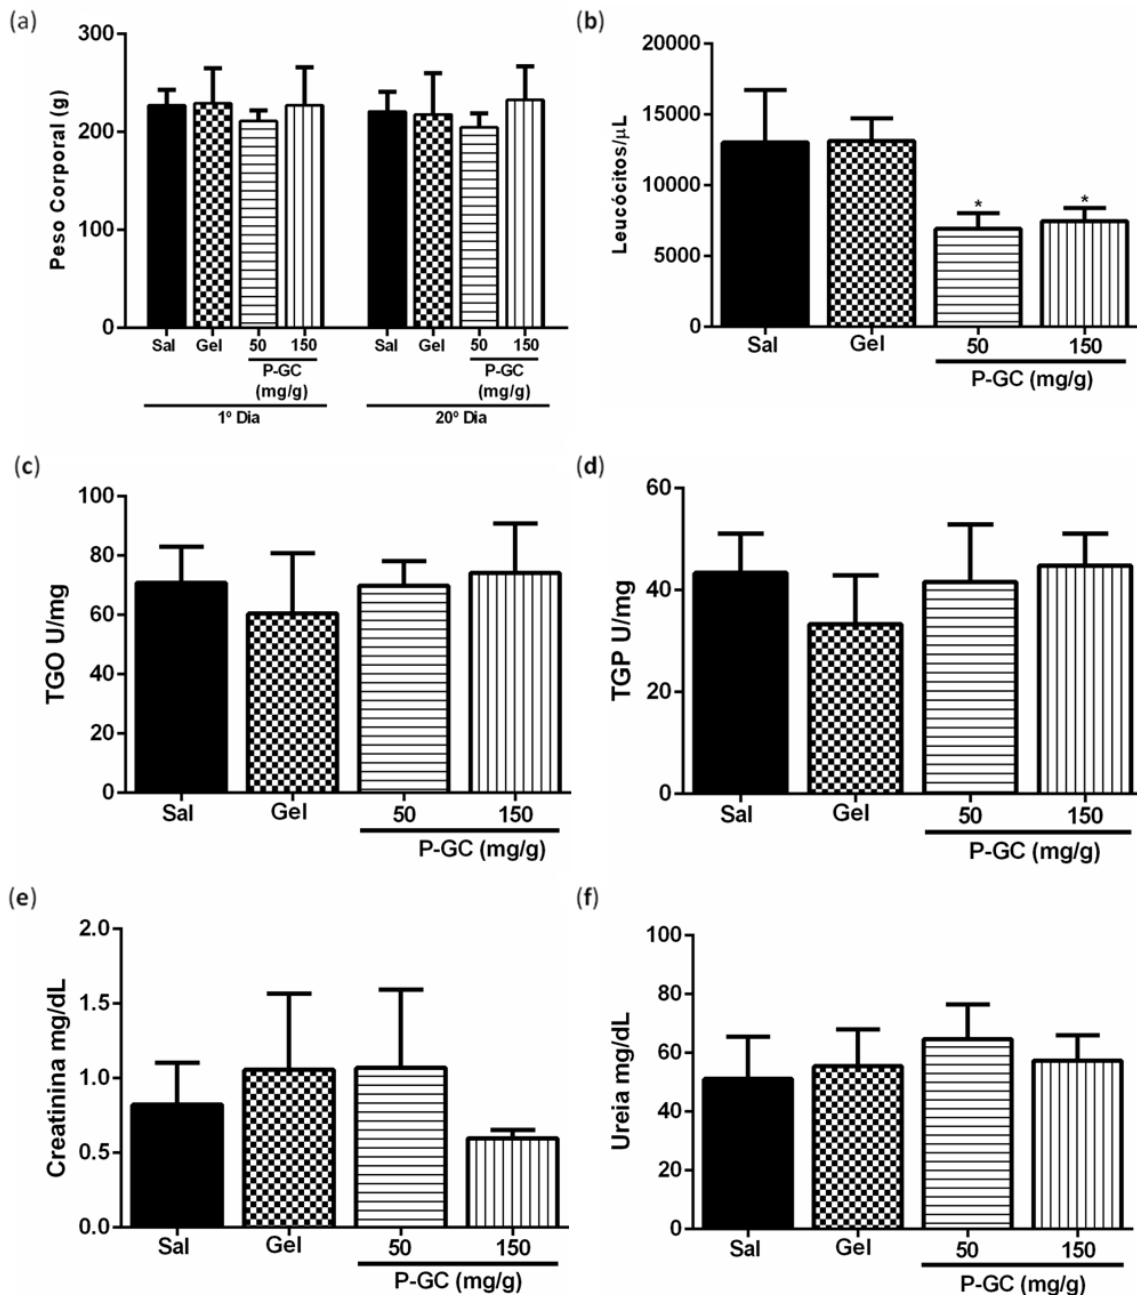 (a)
Peso Corporal (g)
300
200
100
0
Sal
Gel
50
150
Sal
Gel
50
150
P-GC
(mg/g)
P-GC
(mg/g)
1º Dia
20º Dia
(b)
Leucócitos/µL
20000
15000
10000
5000
0
*
*
Sal
Gel
50
150
P-GC (mg/g)
(c)
TGO U/mg
100
80
60
40
20
0
Sal
Gel
50
150
P-GC (mg/g)
(d)
TGP U/mg
60
40
20
0
Sal
Gel
50
150
P-GC (mg/g)
(e)
Creatinina mg/dL
2.0
1.5
1.0
0.5
0.0
Sal
Gel
50
150
P-GC (mg/g)
(f)
Ureia mg/dL
100
80
60
40
20
0
Sal
Gel
50
150
P-GC (mg/g)